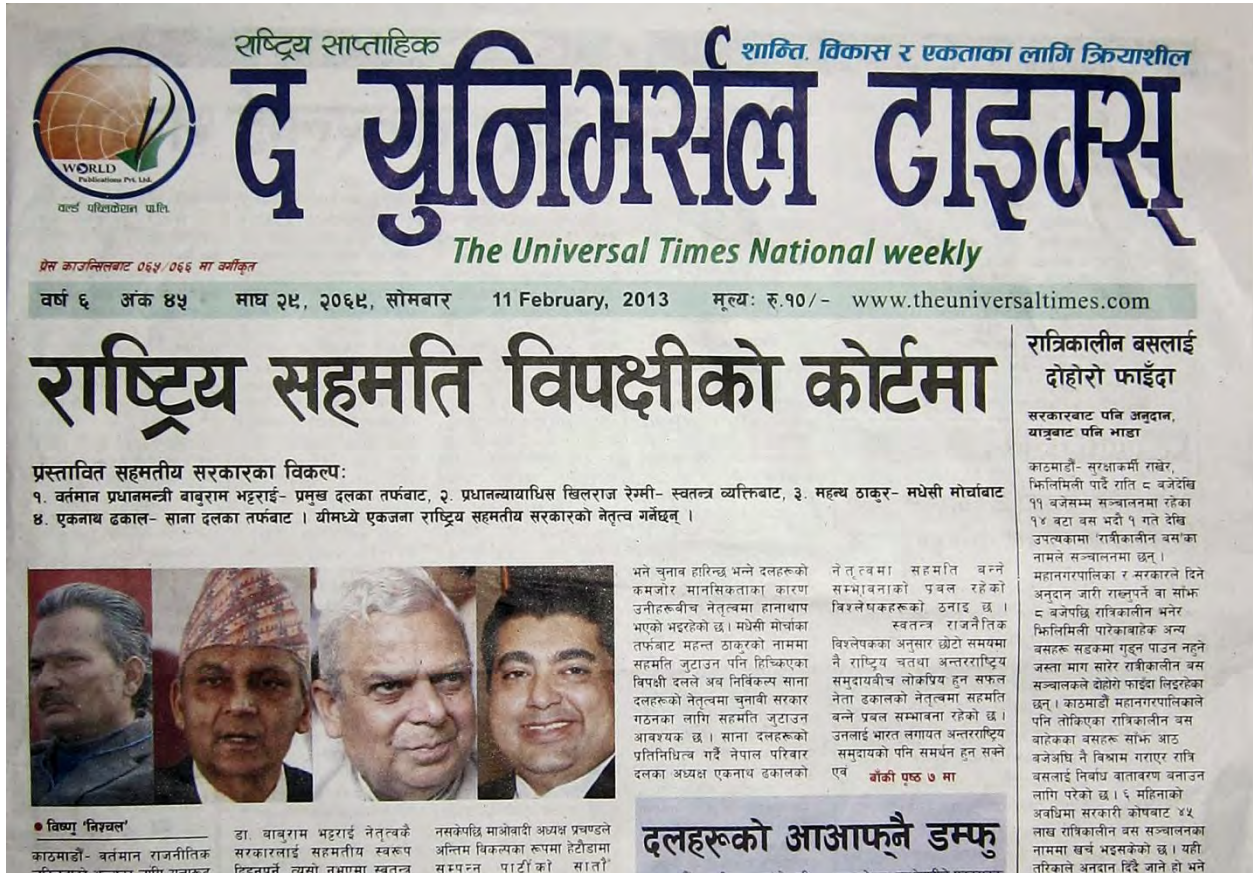 राष्ट्रिय साप्ताहिक
शान्ति, विकास र एकताका लागि क्रियाशील
द युनिभर्सल टाइम्स्
WORLD
Publications Pvt. Ltd.
वर्ल्ड पब्लिकेशन प्रा.लि.
The Universal Times National weekly
प्रेस काउन्सिलबाट ०६५/०६६ मा वर्गीकृत
वर्ष ६ अंक ४५ माघ २९, २०६९, सोमबार 11 February, 2013 मूल्य: रु.१०/- www.theuniversaltimes.com
राष्ट्रिय सहमति विपक्षीको कोर्टमा
प्रस्तावित सहमतीय सरकारका विकल्प:
१. वर्तमान प्रधानमन्त्री बाबुराम भट्टराई- प्रमुख दलका तर्फबाट, २. प्रधानन्यायाधिस खिलराज रेग्मी- स्वतन्त्र व्यक्तिबाट, ३. महन्थ ठाकुर- मधेसी मोर्चाबाट
४. एकनाथ ढकाल- साना दलका तर्फबाट । यीमध्ये एकजना राष्ट्रिय सहमतीय सरकारको नेतृत्व गर्नेछन् ।
• विष्णु 'निश्चल'
काठमाडौं- वर्तमान राजनीतिक
डा. बाबुराम भट्टराई नेतृत्वकै
सरकारलाई सहमतीय स्वरूप
दिइनुपर्ने, त्यसो नभएमा स्वतन्त्र
नसकेपछि माओवादी अध्यक्ष प्रचण्डले
अन्तिम विकल्पका रूपमा हेटौडामा
सम्पन्न पार्टीको सातौं
भने चुनाव हारिन्छ भन्ने दलहरूको
कमजोर मानसिकताका कारण
उनीहरूबीच नेतृत्वमा हानाथाप
भएको भइरहेको छ । मधेसी मोर्चाका
तर्फबाट महन्त ठाकुरको नाममा
सहमति जुटाउन पनि हिच्किएका
बिपक्षी दलले अब निर्विकल्प साना
दलहरूको नेतृत्वमा चुनावी सरकार
गठनका लागि सहमति जुटाउन
आवश्यक छ । साना दलहरूको
प्रतिनिधित्व गर्दै नेपाल परिवार
दलका अध्यक्ष एकनाथ ढकालको
नेतृत्वमा सहमति बन्ने
सम्भावनाको प्रबल रहेको
विश्लेषकहरूको ठनाइ छ ।
स्वतन्त्र राजनैतिक
विश्लेषकका अनुसार छोटो समयमा
नै राष्ट्रिय चतथा अन्तरराष्ट्रिय
समुदायबीच लोकप्रिय हुन सफल
नेता ढकालको नेतृत्वमा सहमति
बन्ने प्रबल सम्भावना रहेको छ ।
उनलाई भारत लगायत अन्तरराष्ट्रिय
समुदायको पनि समर्थन हुन सक्ने
एवं बाँकी पृष्ठ ७ मा
दलहरूको आआफ्नै डम्फु
रात्रिकालीन बसलाई
दोहोरो फाइँदा
सरकारबाट पनि अनुदान,
यात्रुबाट पनि भाडा
काठमाडौं- सुरक्षाकर्मी राखेर,
झिलिमिली पार्दै राति ८ बजेदेखि
११ बजेसम्म सञ्चालनमा रहेका
१४ वटा बस भदौ १ गते देखि
उपत्यकामा 'रात्रीकालीन बस'का
नामले सञ्चालनमा छन् ।
महानगरपालिका र सरकारले दिने
अनुदान जारी राख्नुपर्ने वा साँझ
८ बजेपछि रात्रिकालीन भनेर
झिलिमिली पारेकाबाहेक अन्य
बसहरू सडकमा गुड्न पाउन नहुने
जस्ता माग सारेर रात्रीकालीन बस
सञ्चालकले दोहोरो फाइँदा लिइरहेका
छन् । काठमाडौं महानगरपालिकाले
पनि तोकिएका रात्रिकालीन बस
बाहेकका बसहरू साँझ आठ
बजेअघि नै बिश्राम गराएर रात्रि
बसलाई निर्बाध वातावरण बनाउन
लागि परेको छ । ६ महिनाको
अवधिमा सरकारी कोषबाट ४५
लाख रात्रिकालीन बस सञ्चालनका
नाममा खर्च भइसकेको छ । यही
तरिकाले अनुदान दिँदै जाने हो भने